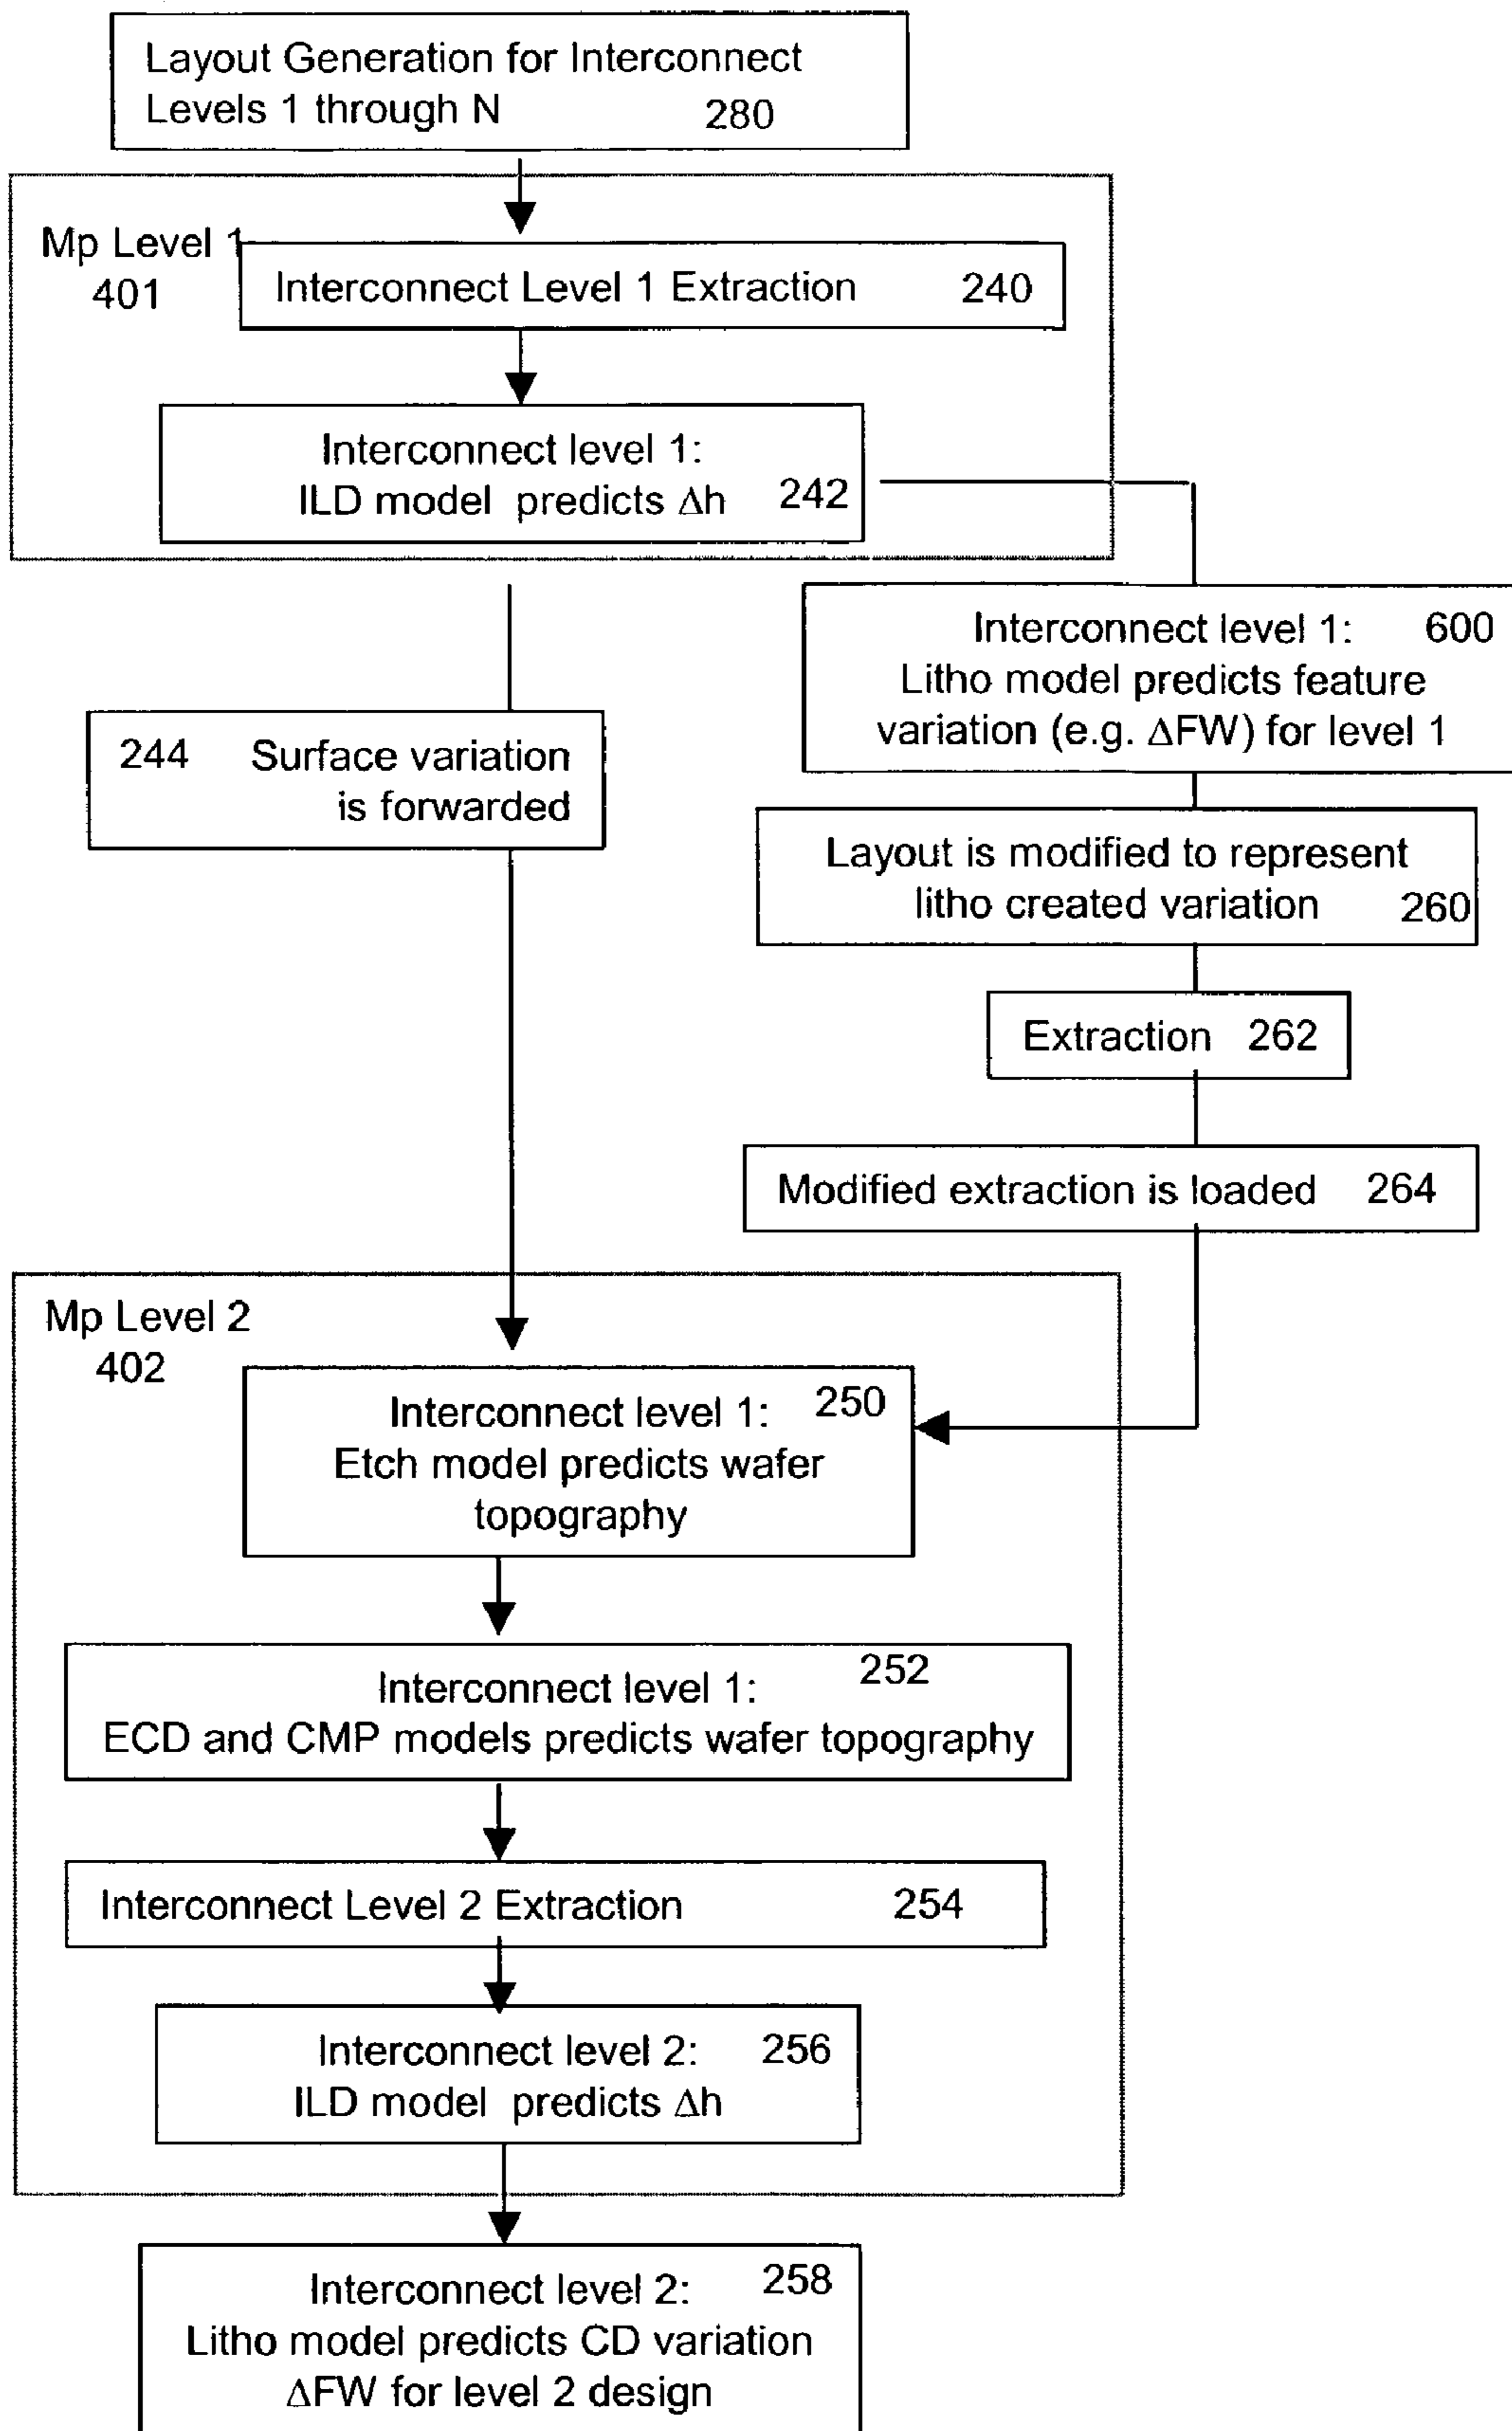 Layout Generation for Interconnect
Levels 1 through N 280
Mp Level 1
401
Interconnect Level 1 Extraction 240
Interconnect level 1:
ILD model predicts Δh 242
Interconnect level 1: 600
Litho model predicts feature
variation (e.g. ΔFW) for level 1
244 Surface variation
is forwarded
Layout is modified to represent
litho created variation 260
Extraction 262
Modified extraction is loaded 264
Mp Level 2
402
Interconnect level 1: 250
Etch model predicts wafer
topography
Interconnect level 1: 252
ECD and CMP models predicts wafer topography
Interconnect Level 2 Extraction 254
Interconnect level 2: 256
ILD model predicts Δh
Interconnect level 2: 258
Litho model predicts CD variation
ΔFW for level 2 design